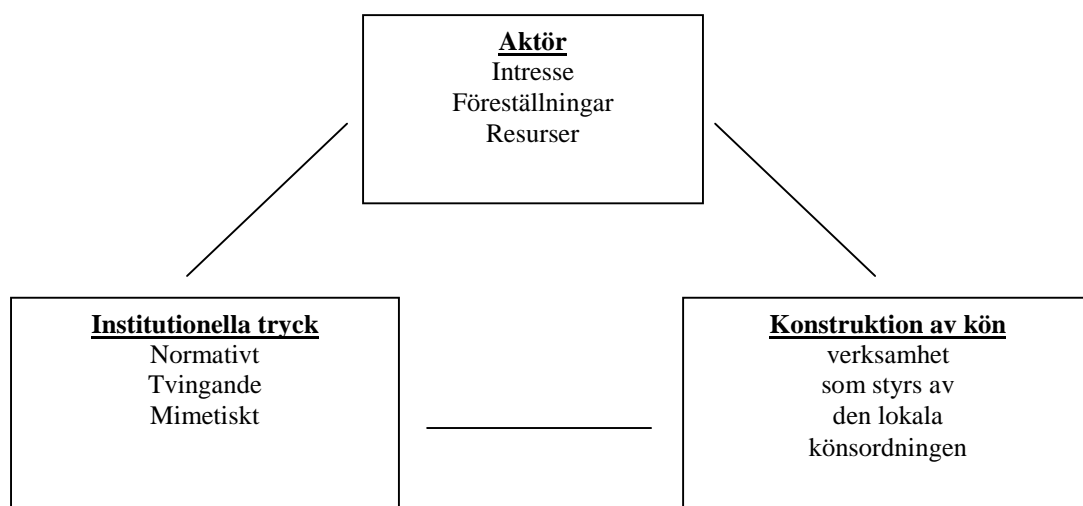 Aktör
Intresse
Föreställningar
Resurser
Institutionella tryck
Normativt
Tvingande
Mimetiskt
Konstruktion av kön
verksamhet
som styrs av
den lokala
könsordningen